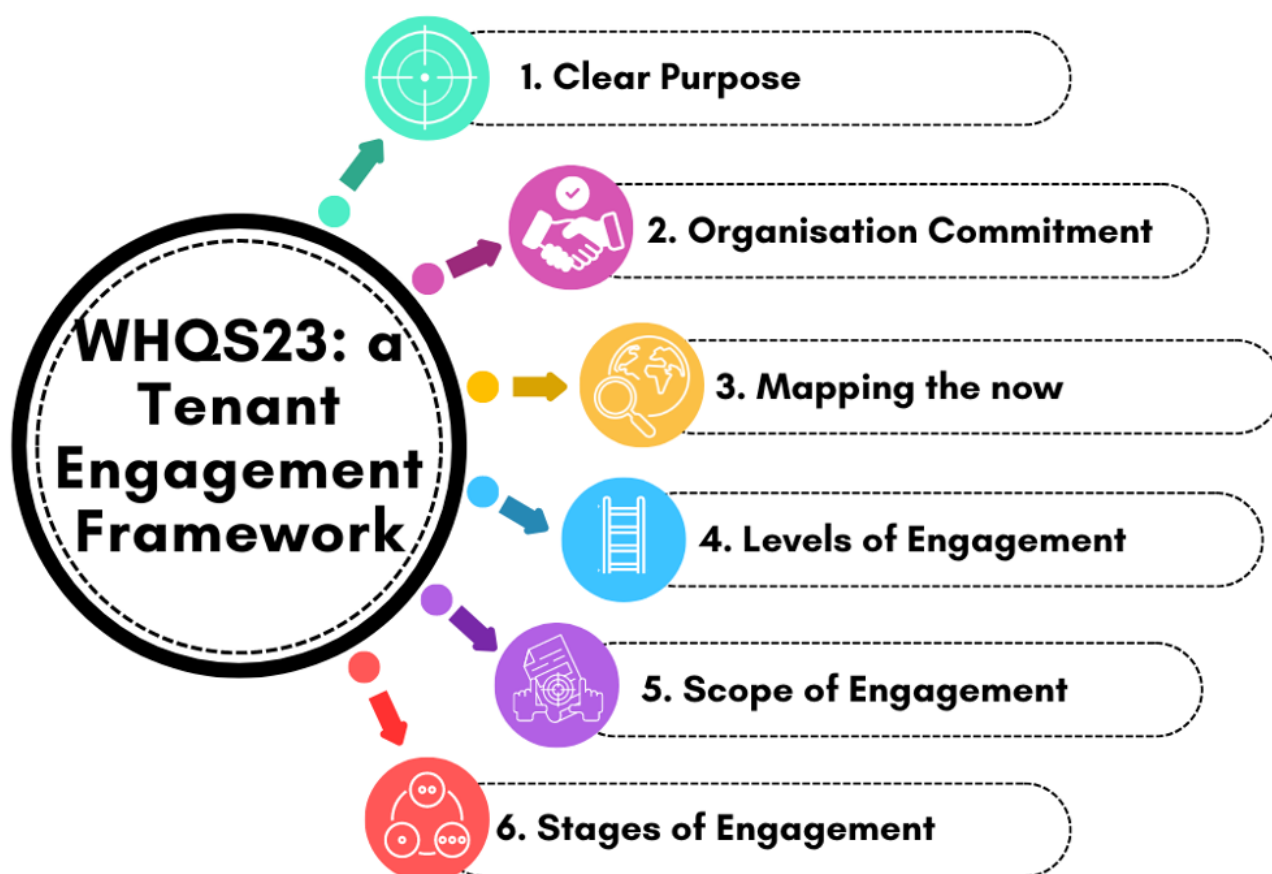 WHQS23: a
Tenant
Engagement
Framework
1. Clear Purpose
2. Organisation Commitment
3. Mapping the now
4. Levels of Engagement
5. Scope of Engagement
6. Stages of Engagement